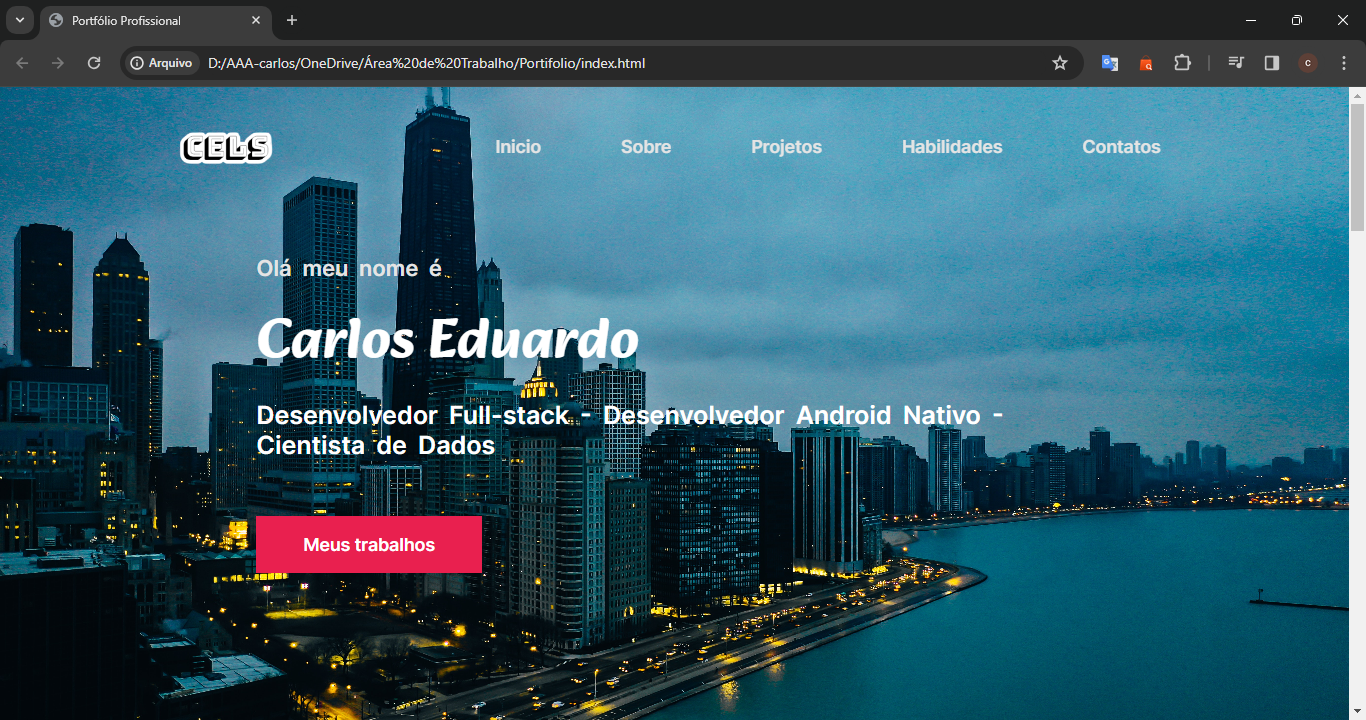 Portfólio Profissional
Arquivo
D:/AAA-carlos/OneDrive/Área%20de%20Trabalho/Portifolio/index.html
c
CELS
Inicio
Sobre
Projetos
Habilidades
Contatos
Olá meu nome é
Carlos Eduardo
Desenvolvedor Full-stack - Desenvolvedor Android Nativo -
Cientista de Dados
Meus trabalhos